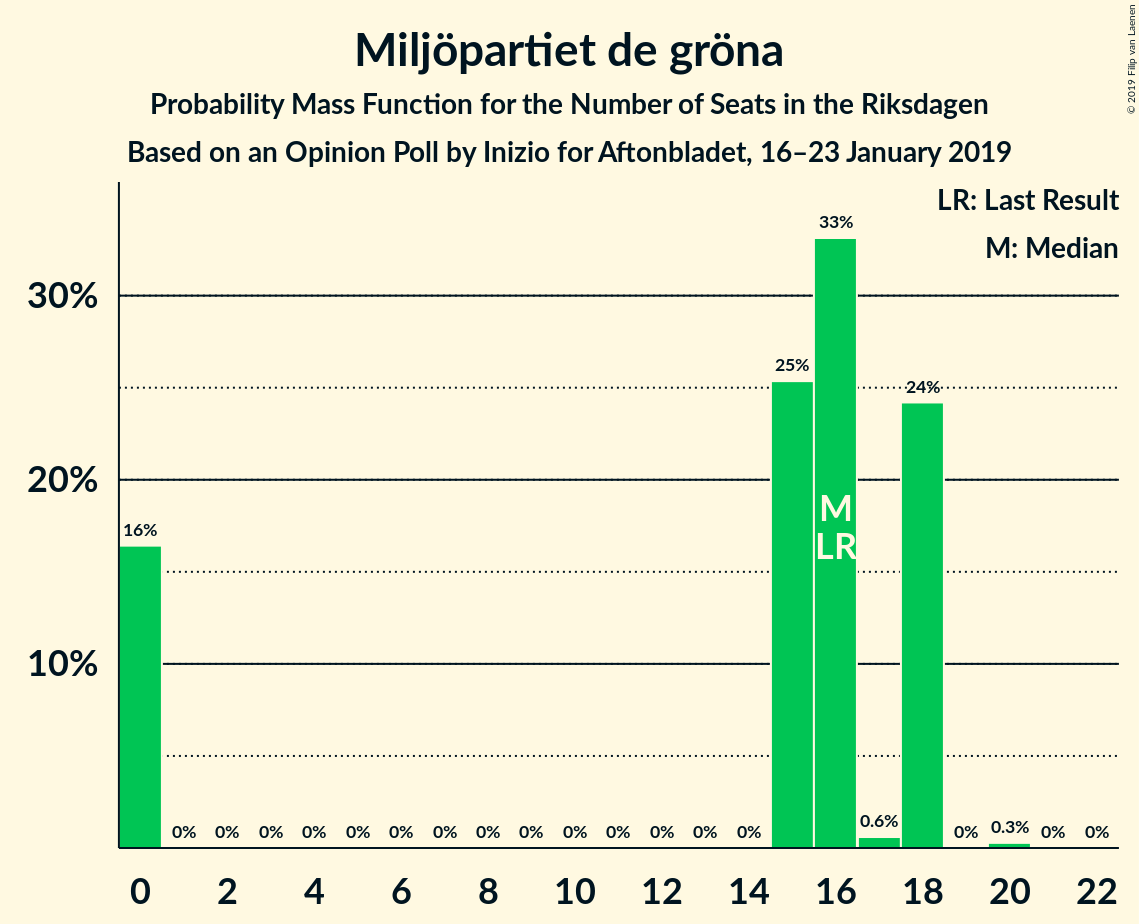 Miljöpartiet de gröna
Probability Mass Function for the Number of Seats in the Riksdagen
Based on an Opinion Poll by Inizio for Aftonbladet, 16–23 January 2019
© 2019 Filip van Laenen
LR: Last Result
M: Median
30%
20%
10%
16%
0%
0%
0%
0%
0%
0%
0%
0%
0%
0%
0%
0%
0%
0%
25%
33%
0.6%
24%
0%
0.3%
0%
0%
M
LR
0 2 4 6 8 10 12 14 16 18 20 22